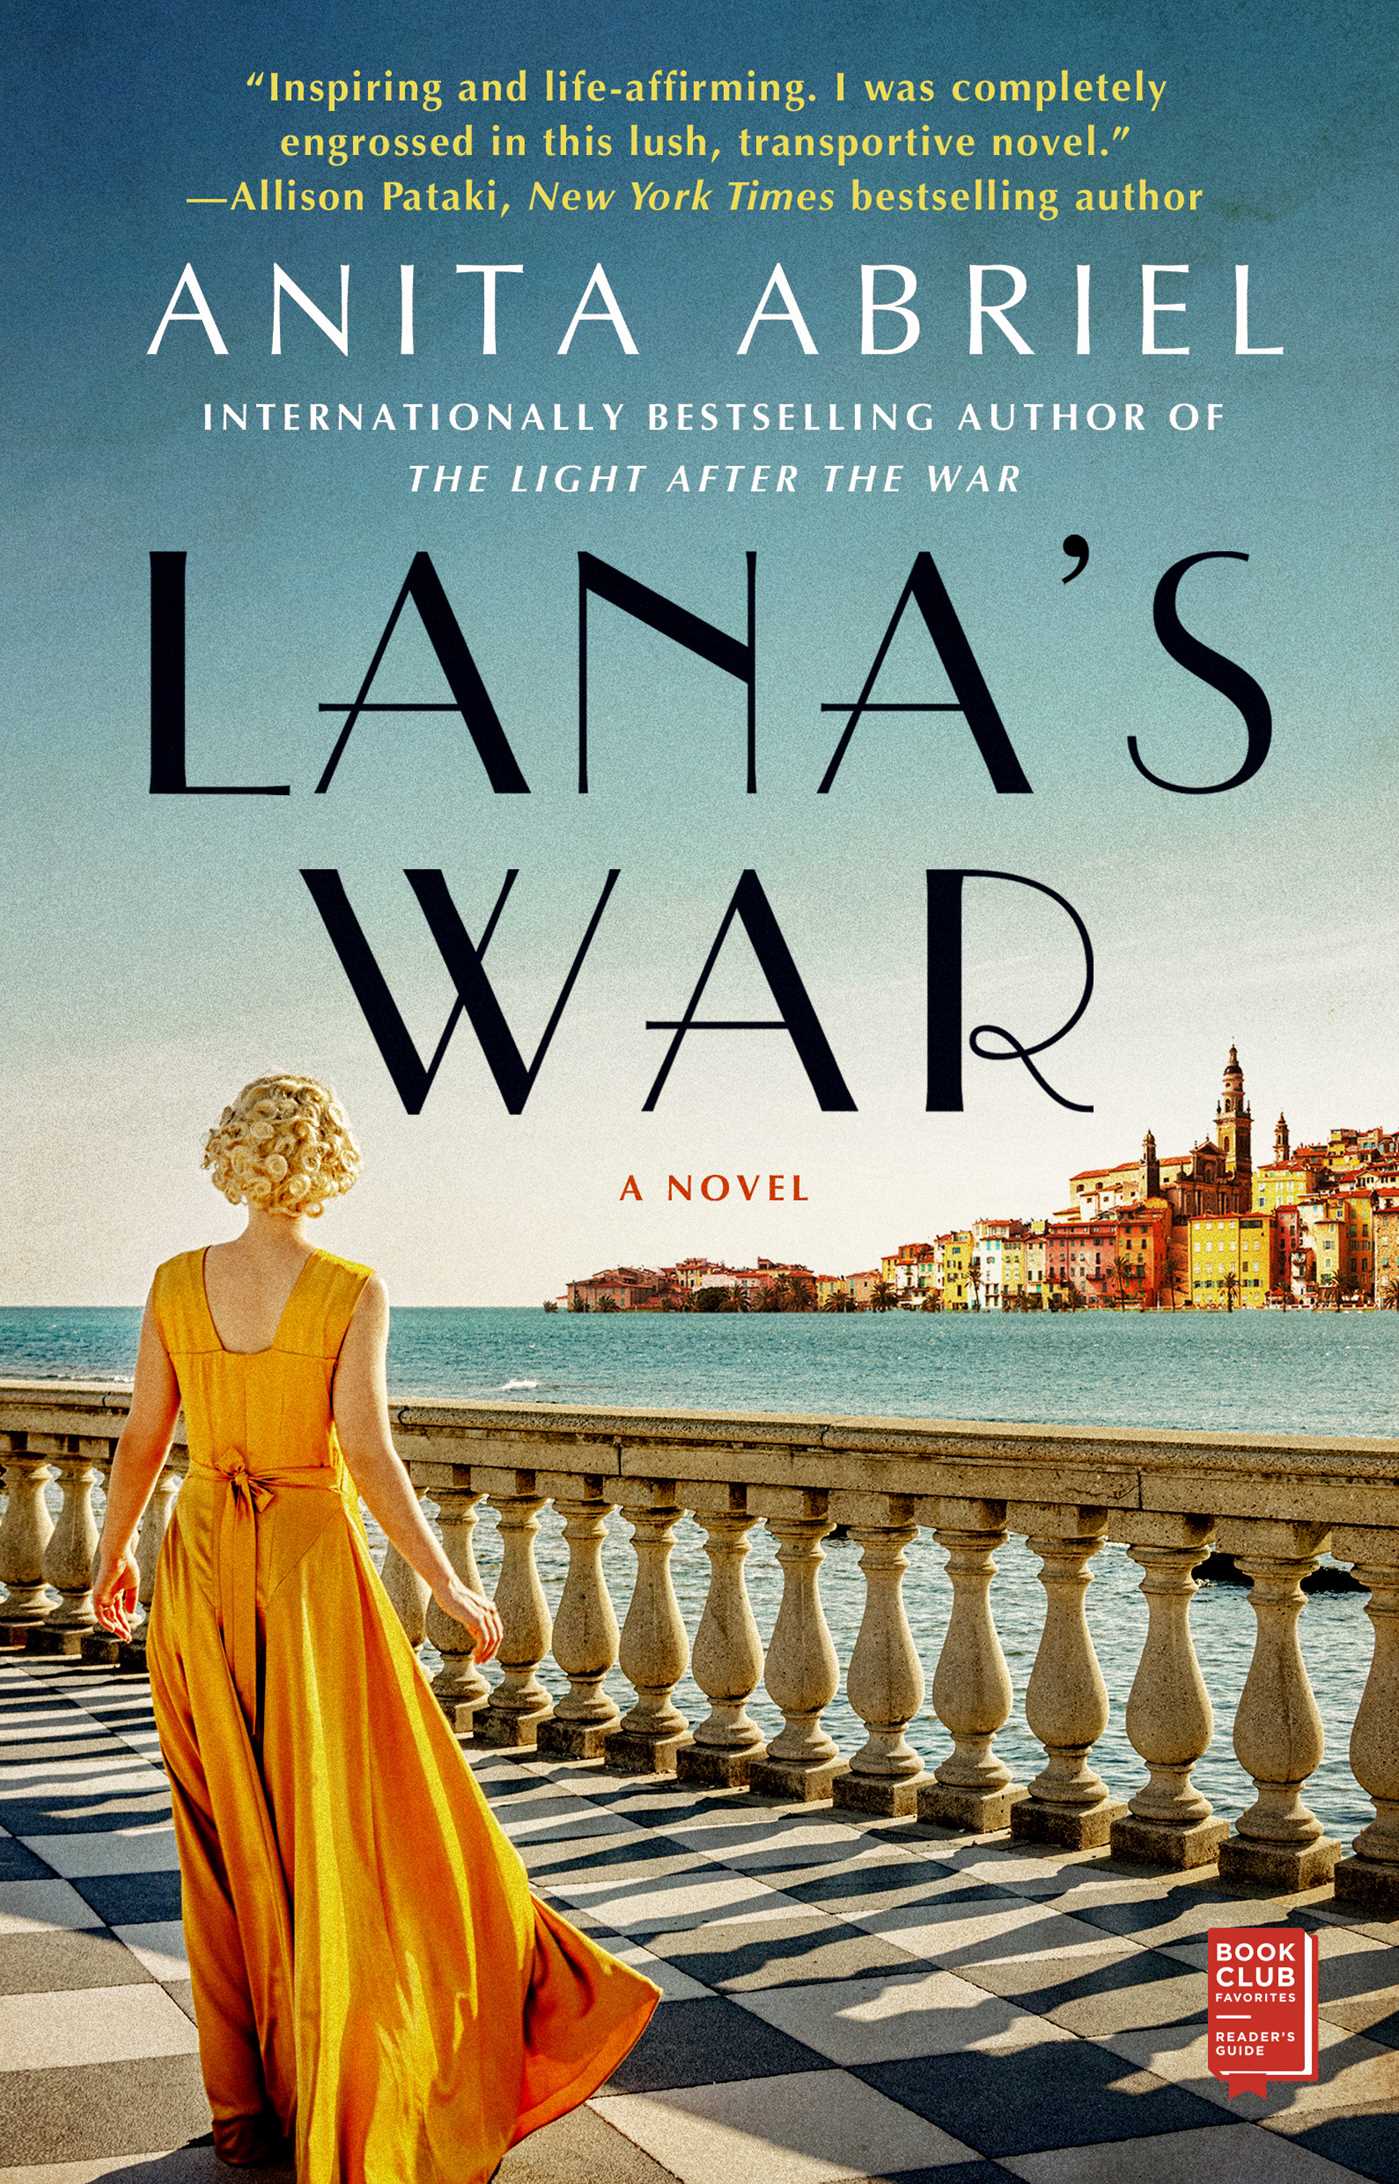 “Inspiring and life-affirming. I was completely
engrossed in this lush, transportive novel.”
—Allison Pataki, New York Times bestselling author
ANITA ABRIEL
INTERNATIONALLY BESTSELLING AUTHOR OF
THE LIGHT AFTER THE WAR
LANA’S
WAR
A NOVEL
BOOK
CLUB
FAVORITES
READER’S
GUIDE